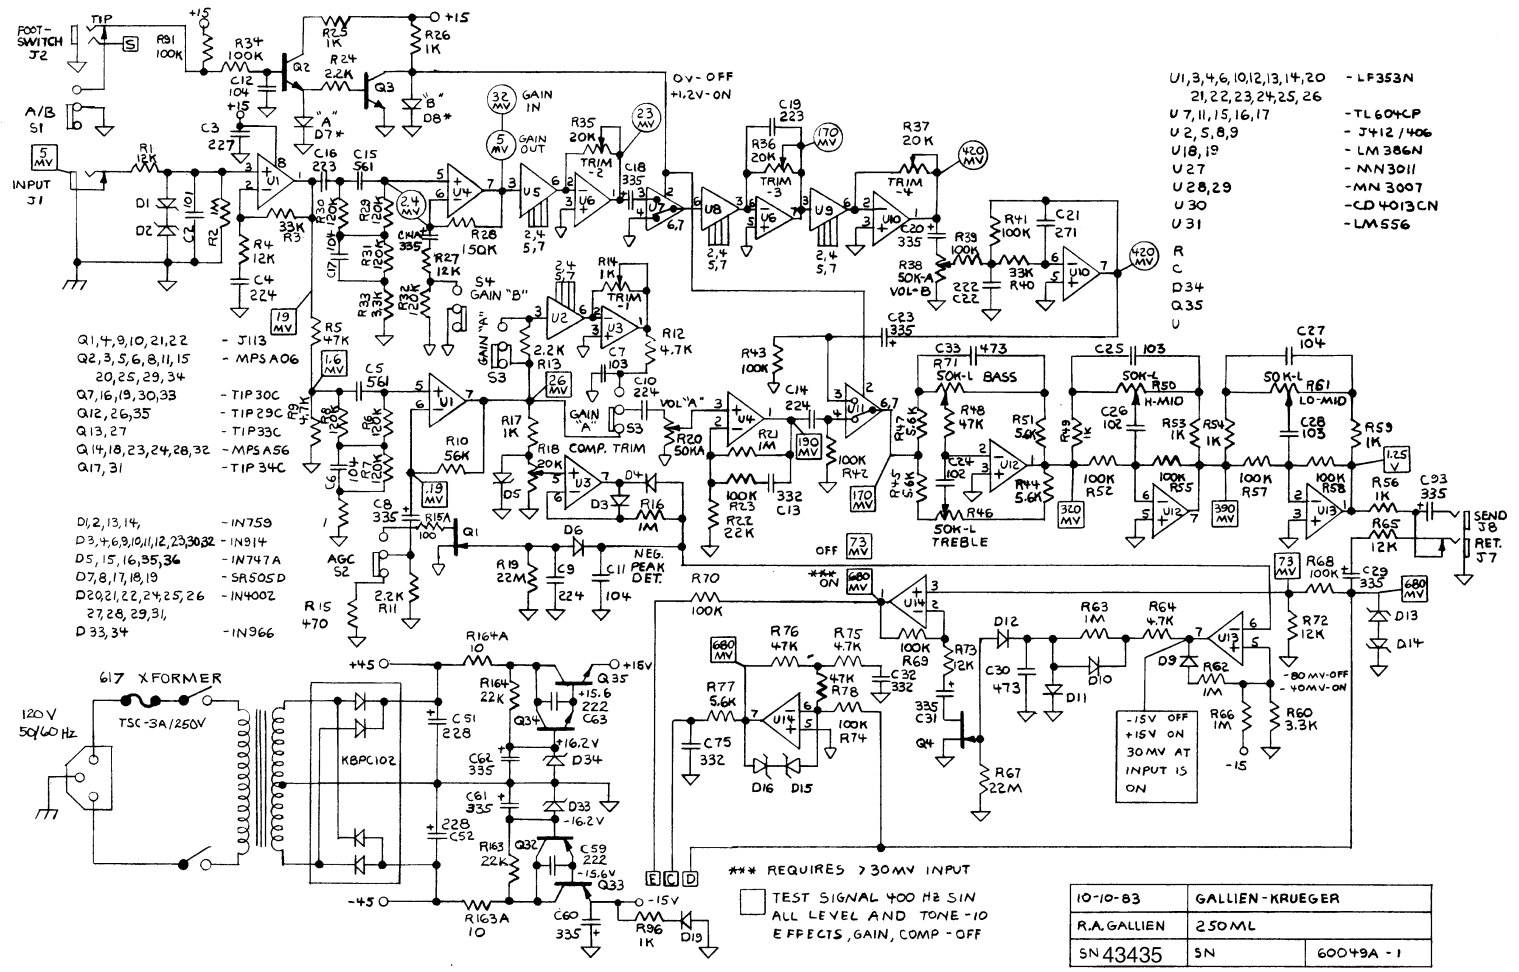 FOOT-
SWITCH
J2
TIP
S
R91
100K
+15
R34
100K
C12
104
+15
Q2
R25
1K
R24
2.2K
Q3
+15
R26
1K
"A"
D7*
"B"
D8*
32
MV
GAIN
IN
5
MV
GAIN
OUT
0V-OFF
+1.2V-ON
A/B
S1
C3
227
5
MV
INPUT
J1
R1
12K
D1
D2
C2
101
R2
1M
U1
33K
R3
R4
12K
C4
224
C16
223
C15
561
R30
120K
R29
120K
2.4
MV
C17
104
R31
120K
R33
3.3K
R32
120K
C14A
335
R27
12K
U4
R28
150K
U5
2,4
5,7
R35
20K
TRIM
-2
U6
23
MV
C18
335
U7
6,7
U8
2,4
5,7
C19
223
R36
20K
TRIM
-3
U6
170
MV
U9
2,4
5,7
R37
20K
TRIM
-4
U10
420
MV
C20
335
R38
50K-A
VOL-B
R39
100K
222
C22
R41
100K
33K
R40
C21
271
U10
420
MV
U1,3,4,6,10,12,13,14,20 - LF353N
21,22,23,24,25,26
U7,11,15,16,17 - TL604CP
U2,5,8,9 - J412/406
U18,19 - LM386N
U27 - MN3011
U28,29 - MN3007
U30 - CD4013CN
U31 - LM556
R
C
D34
Q35
U
S4
GAIN "B"
GAIN "A"
S3
2,4
5,7
U2
R14
1K
TRIM
-1
U3
2.2K
R13
R12
4.7K
C7
103
C10
224
GAIN
"A"
S3
VOL "A"
R20
50KA
19
MV
R5
47K
1.6
MV
R9
4.7K
C5
561
R8
120K
R6
120K
C6
104
R7
120K
1
U1
R10
56K
26
MV
.19
MV
C8
335
R15A
100
Q1
AGC
S2
R15
470
2.2K
R11
R17
1K
R18
20K
D5
COMP. TRIM
U3
D4
D3
R16
1M
D6
R19
22M
C9
224
C11
104
NEG.
PEAK
DET.
U4
R21
1M
100K
R23
332
C13
R22
22K
C14
224
190
MV
R43
100K
100K
R42
C23
335
U11
6,7
170
MV
C33
473
R71
50K-L BASS
R47
5.6K
R45
5.6K
R48
47K
C24
102
R46
50K-L
TREBLE
U12
R51
5.6K
R44
5.6K
R49
1K
320
MV
C25
103
50K-L
R50
H-MID
C26
102
R53
1K
100K
R52
100K
R55
U12
R54
1K
390
MV
C27
104
50K-L
R61
LO-MID
C28
103
R59
1K
100K
R57
100K
R58
U13
1.25
V
R56
1K
C93
335
SEND
J8
RET.
J7
R65
12K
C29
335
680
MV
D13
D14
73
MV
R68
100K
R72
12K
Q1,4,9,10,21,22 - J113
Q2,3,5,6,8,11,15 - MPSA06
20,25,29,34
Q7,16,19,30,33 - TIP30C
Q12,26,35 - TIP29C
Q13,27 - TIP33C
Q14,18,23,24,28,32 - MPSA56
Q17,31 - TIP34C
D1,2,13,14, - IN759
D3,4,6,9,10,11,12,23,30,32 - IN914
D5,15,16,35,36 - IN747A
D7,8,17,18,19 - SR505D
D20,21,22,24,25,26 - IN4002
27,28,29,31,
D33,34 - IN966
OFF
73
MV
***
ON
680
MV
R70
100K
U14
100K
R69
R73
12K
335
C31
Q4
D12
C30
473
D11
R63
1M
D10
R64
4.7K
D9
R62
1M
U13
R66
1M
-15
R60
3.3K
-80MV-OFF
-40MV-ON
-15V OFF
+15V ON
30MV AT
INPUT IS
ON
R67
22M
680
MV
R76
47K
R75
4.7K
47K
R78
C32
332
R77
5.6K
C75
332
U14
100K
R74
D16
D15
E
C
D
617 XFORMER
TSC-3A/250V
120V
50/60 Hz
KBPC102
+45
-45
C51
228
228
C52
R164A
10
R164
22K
Q34
Q35
+15V
+15.6
222
C63
+16.2V
D34
C62
335
C61
335
D33
-16.2V
R163
22K
Q32
C59
222
-15.6V
Q33
R163A
10
C60
335
-15V
R96
1K
D19
*** REQUIRES >30MV INPUT
TEST SIGNAL 400 Hz SIN
ALL LEVEL AND TONE-10
EFFECTS, GAIN, COMP-OFF
10-10-83 GALLIEN-KRUEGER
R.A.GALLIEN 250ML
SN 43435 SN 60049A-1